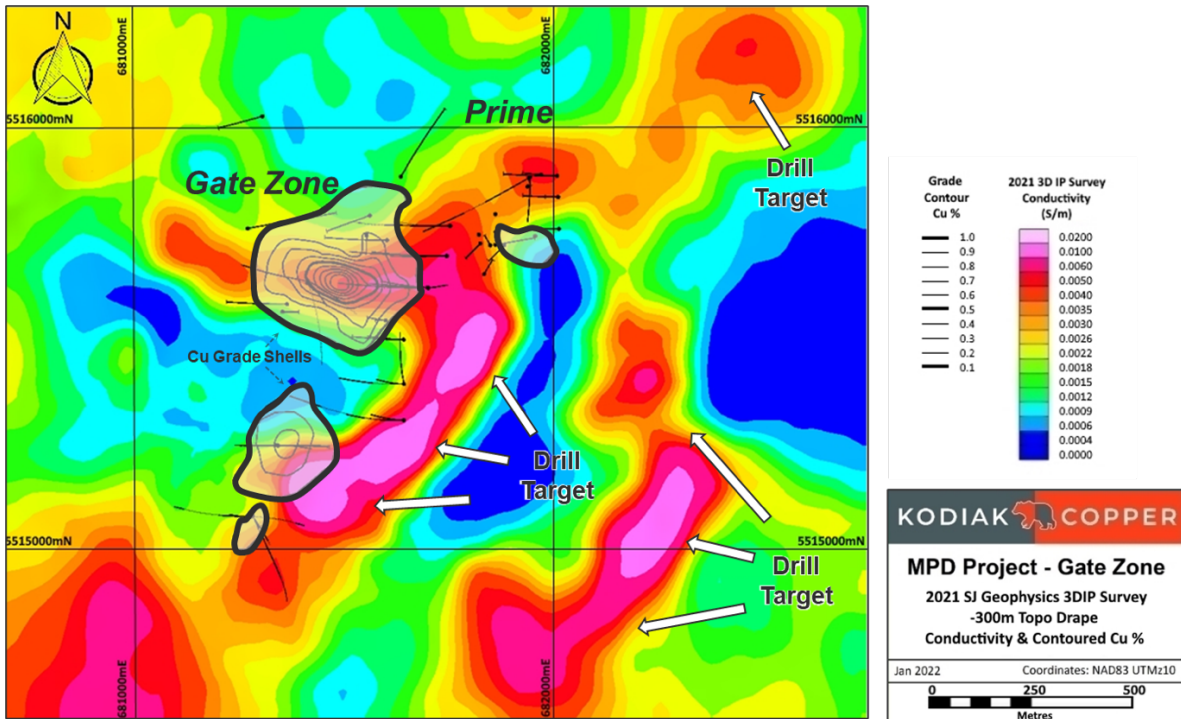 N
681000mE
682000mE
5516000mN
5516000mN
Prime
Gate Zone
Drill
Target
Cu Grade Shells
Drill
Target
5515000mN
Drill
Target
681000mE
682000mE
Grade
Contour
Cu %
1.0
0.9
0.8
0.7
0.6
0.5
0.4
0.3
0.2
0.1
2021 3D IP Survey
Conductivity
(S/m)
0.0200
0.0100
0.0060
0.0050
0.0040
0.0035
0.0030
0.0026
0.0022
0.0018
0.0015
0.0012
0.0009
0.0006
0.0004
0.0000
KODIAK COPPER
MPD Project - Gate Zone
2021 SJ Geophysics 3DIP Survey
-300m Topo Drape
Conductivity & Contoured Cu %
Jan 2022 Coordinates: NAD83 UTMz10
0 250 500
Metres